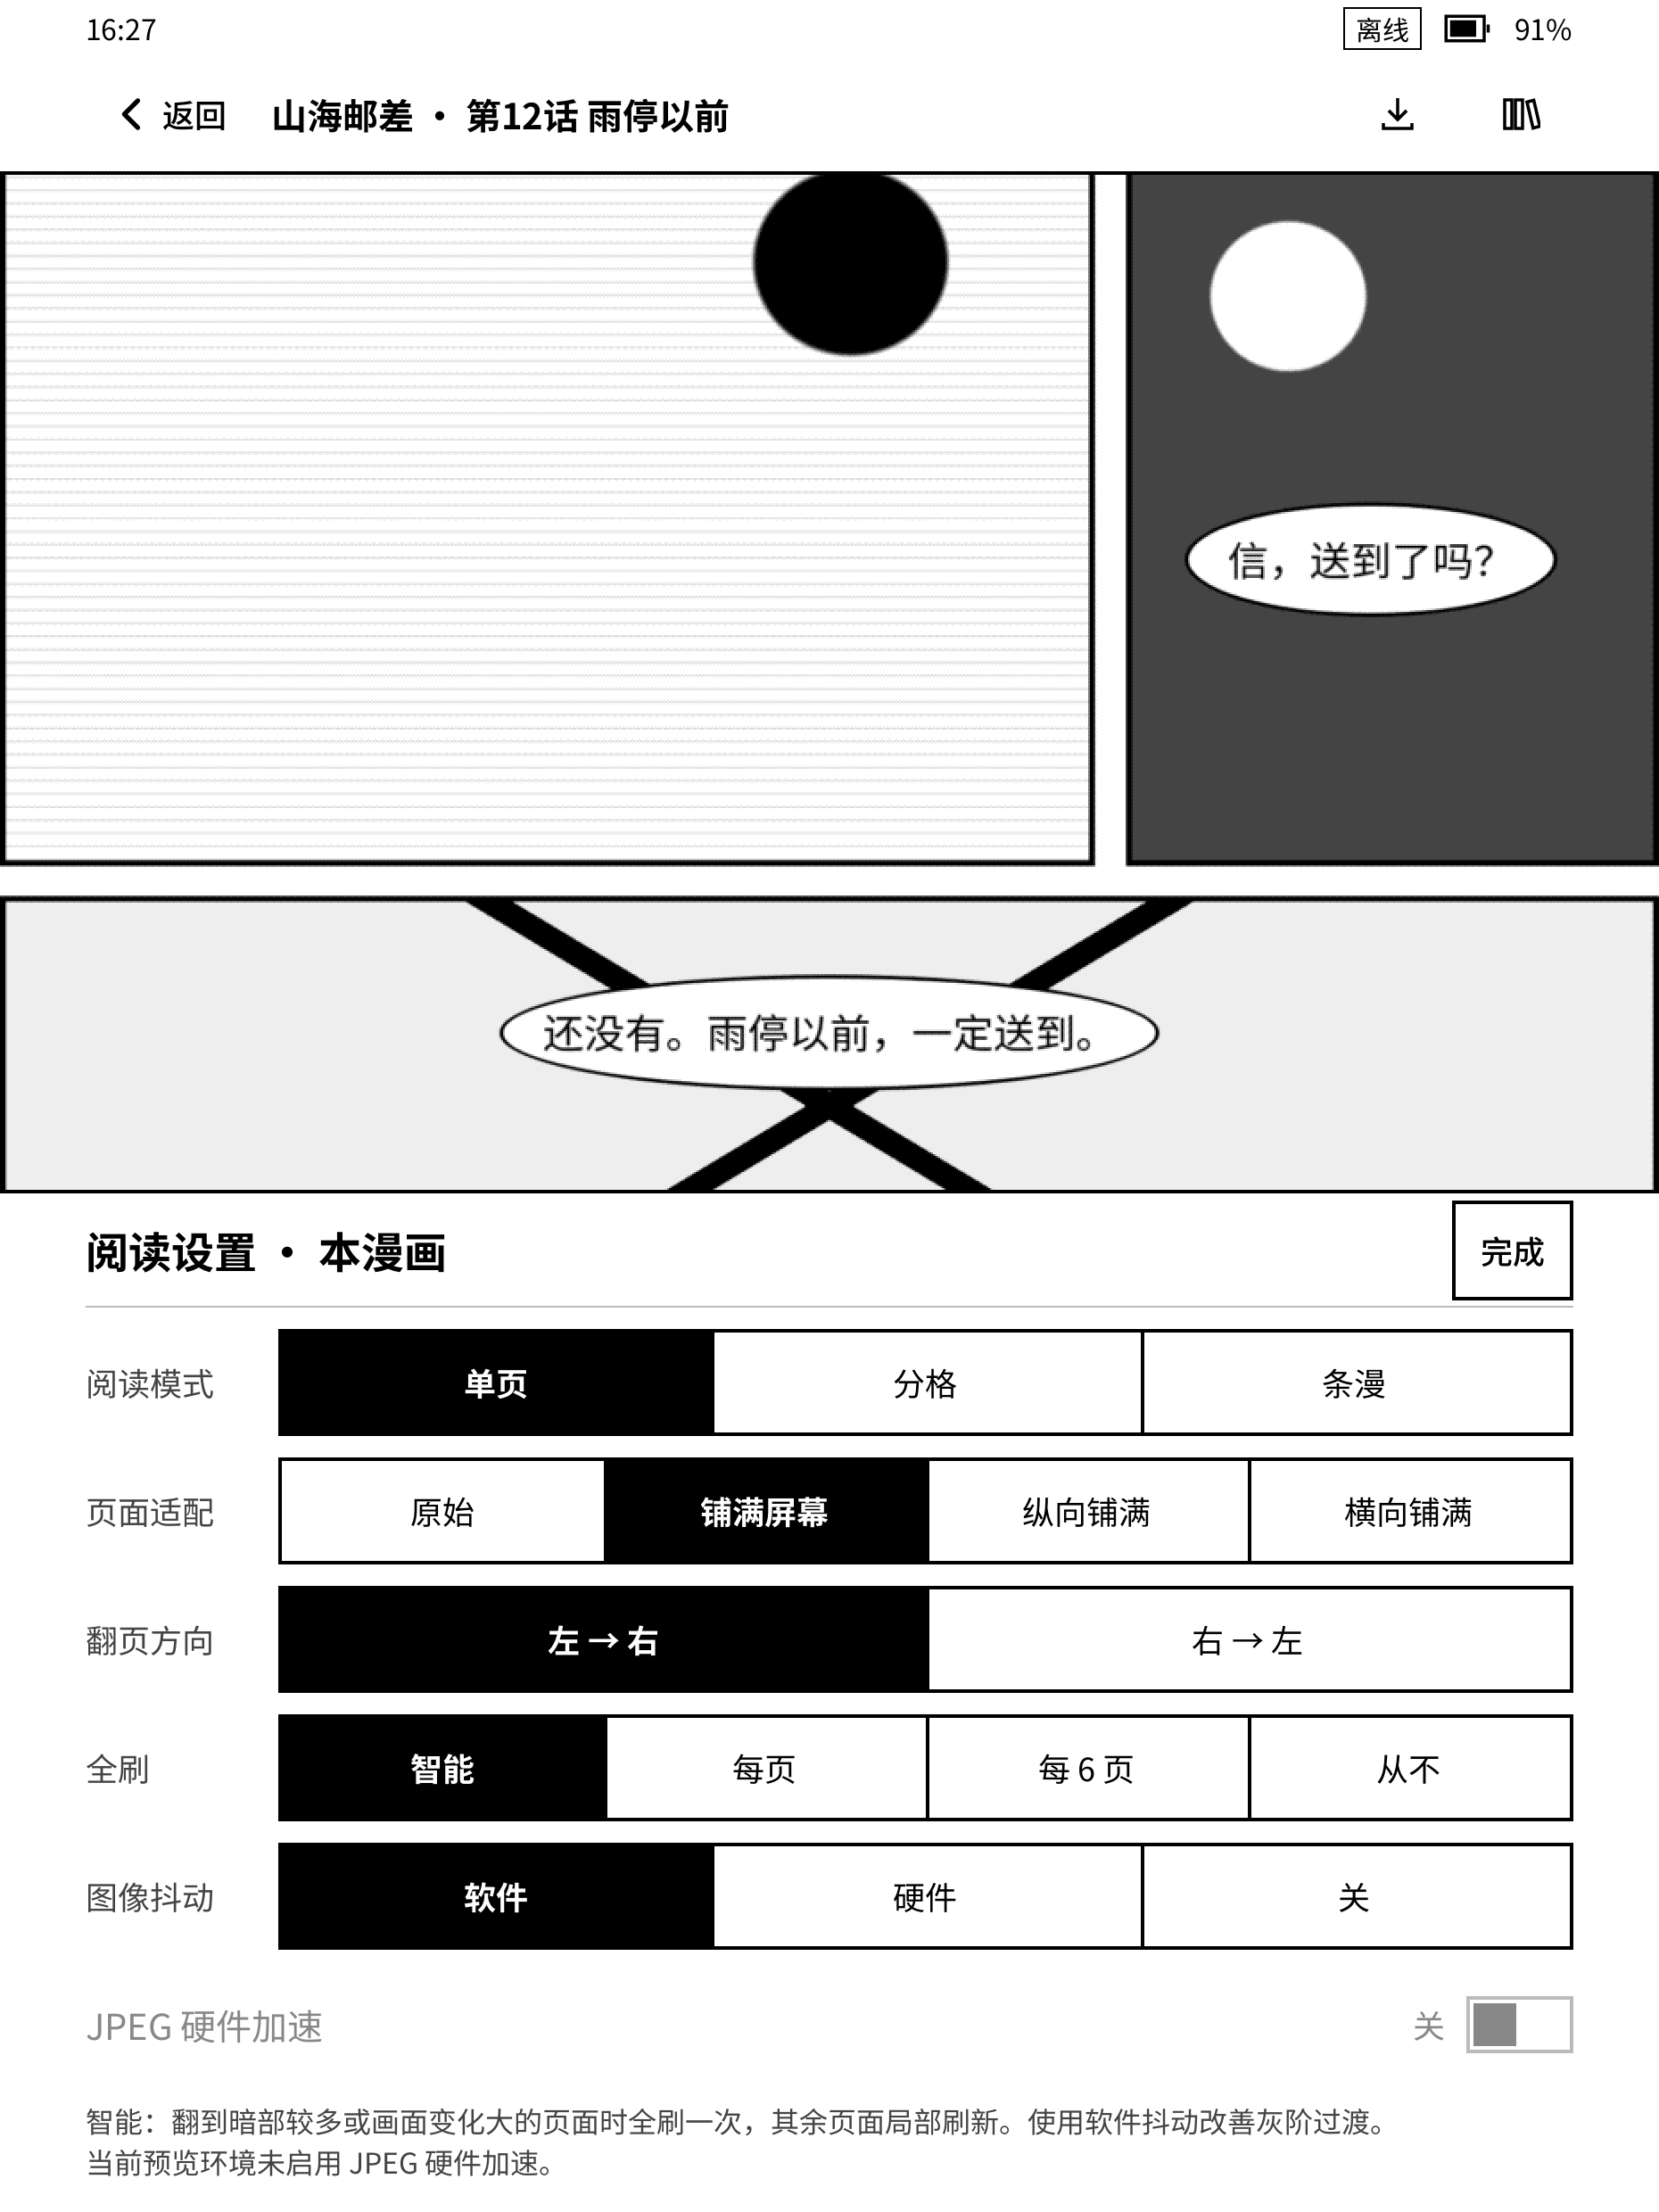 16:27 离线 91%
返回 山海邮差 · 第12话 雨停以前
信，送到了吗？
还没有。雨停以前，一定送到。
阅读设置 · 本漫画 完成
阅读模式 单页 分格 条漫
页面适配 原始 铺满屏幕 纵向铺满 横向铺满
翻页方向 左→右 右→左
全刷 智能 每页 每 6 页 从不
图像抖动 软件 硬件 关
JPEG 硬件加速 关
智能：翻到暗部较多或画面变化大的页面时全刷一次，其余页面局部刷新。使用软件抖动改善灰阶过渡。
当前预览环境未启用 JPEG 硬件加速。